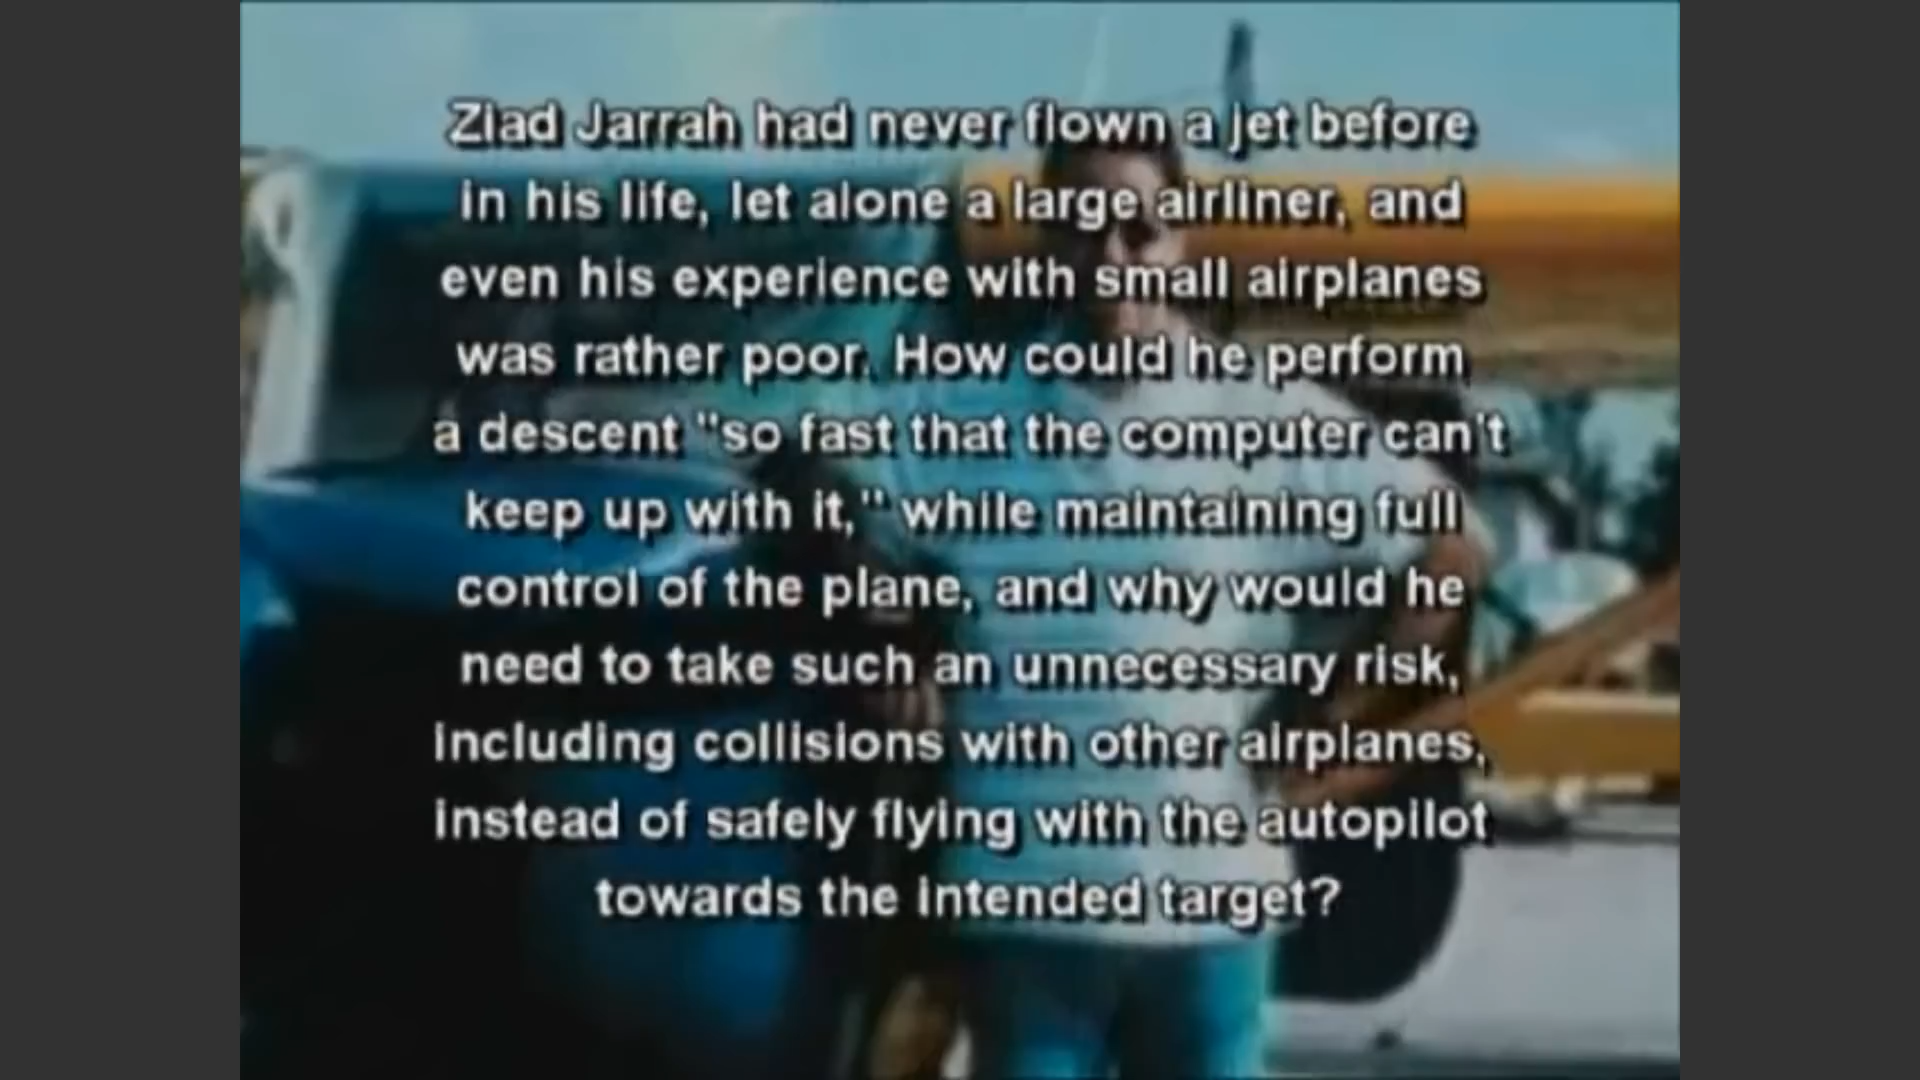 Ziad Jarrah had never flown a jet before
in his life, let alone a large airliner, and
even his experience with small airplanes
was rather poor. How could he perform
a descent "so fast that the computer can't
keep up with it," while maintaining full
control of the plane, and why would he
need to take such an unnecessary risk,
including collisions with other airplanes,
instead of safely flying with the autopilot
towards the intended target?